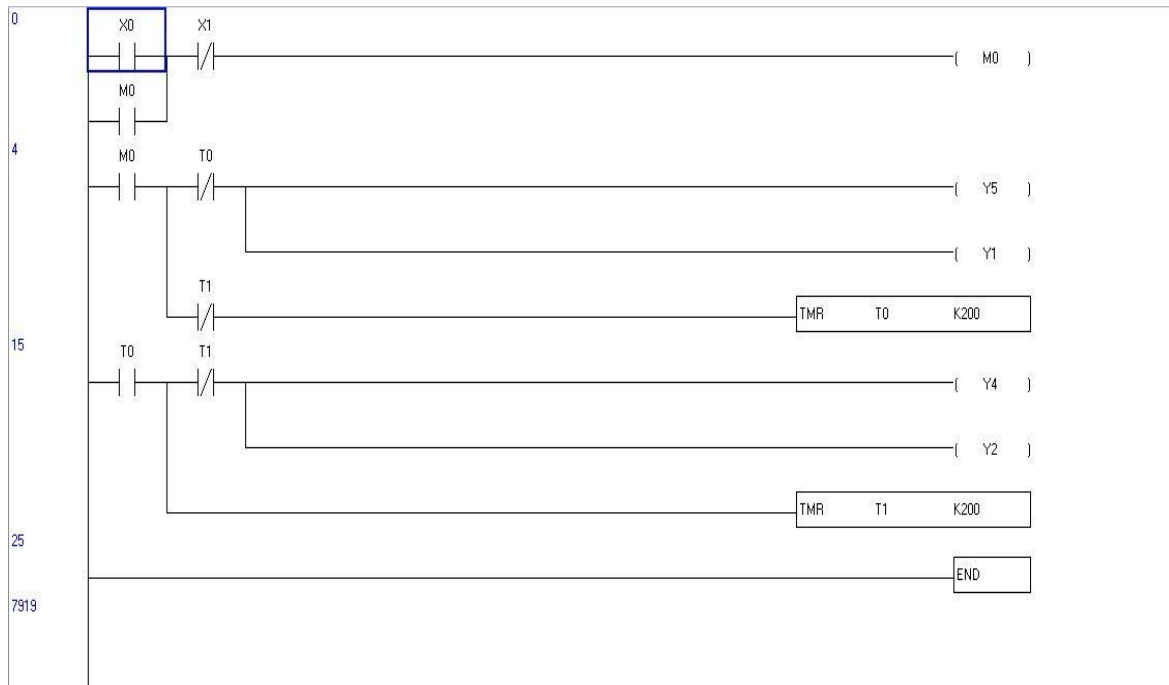 0
X0 X1
( M0 )
M0
4
M0 T0
( Y5 )
( Y1 )
T1
TMR T0 K200
15
T0 T1
( Y4 )
( Y2 )
TMR T1 K200
25
END
7919